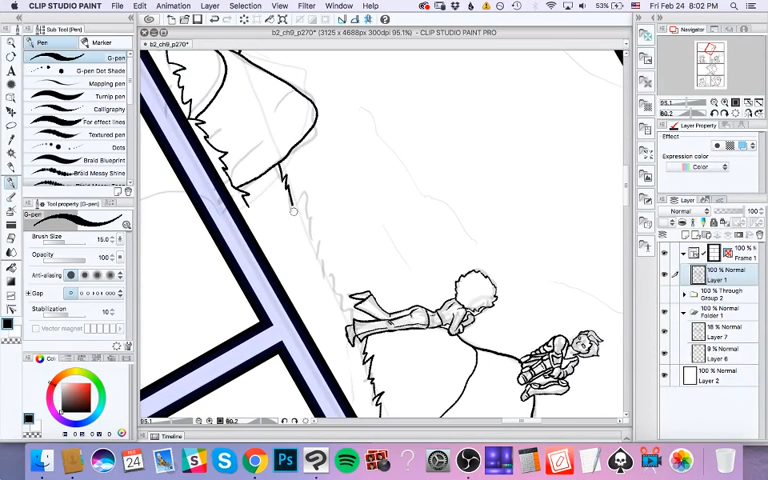 CLIP STUDIO PAINT File Edit Animation Layer Selection View Filter Window Help
53% Fri Feb 24 8:02 PM
b2_ch9_p270* (3125 x 4688px 300dpi 95.1%) - CLIP STUDIO PAINT PRO
Sub Tool [Pen]
b2_ch9_p270*
Navigator
Pen Marker
G-pen
G-pen Dot Shade
Mapping pen
Turnip pen
Calligraphy
For effect lines
Textured pen
Dots
Braid Blueprint
Braid Messy Shine
95.1
80.2
Layer Property
Effect
Expression color
Color
Tool property [G-pen]
G-pen
Brush Size 15.0
Opacity 100
Anti-aliasing
Gap
Stabilization 10
Vector magnet
Layer
Normal 100
100 %
Frame 1
100 % Normal
Layer 1
100 % Through
Group 2
100 % Normal
Folder 1
18 % Normal
Layer 7
9 % Normal
Layer 6
100 % Normal
Layer 2
95.1 80.2
Timeline
FEB
24